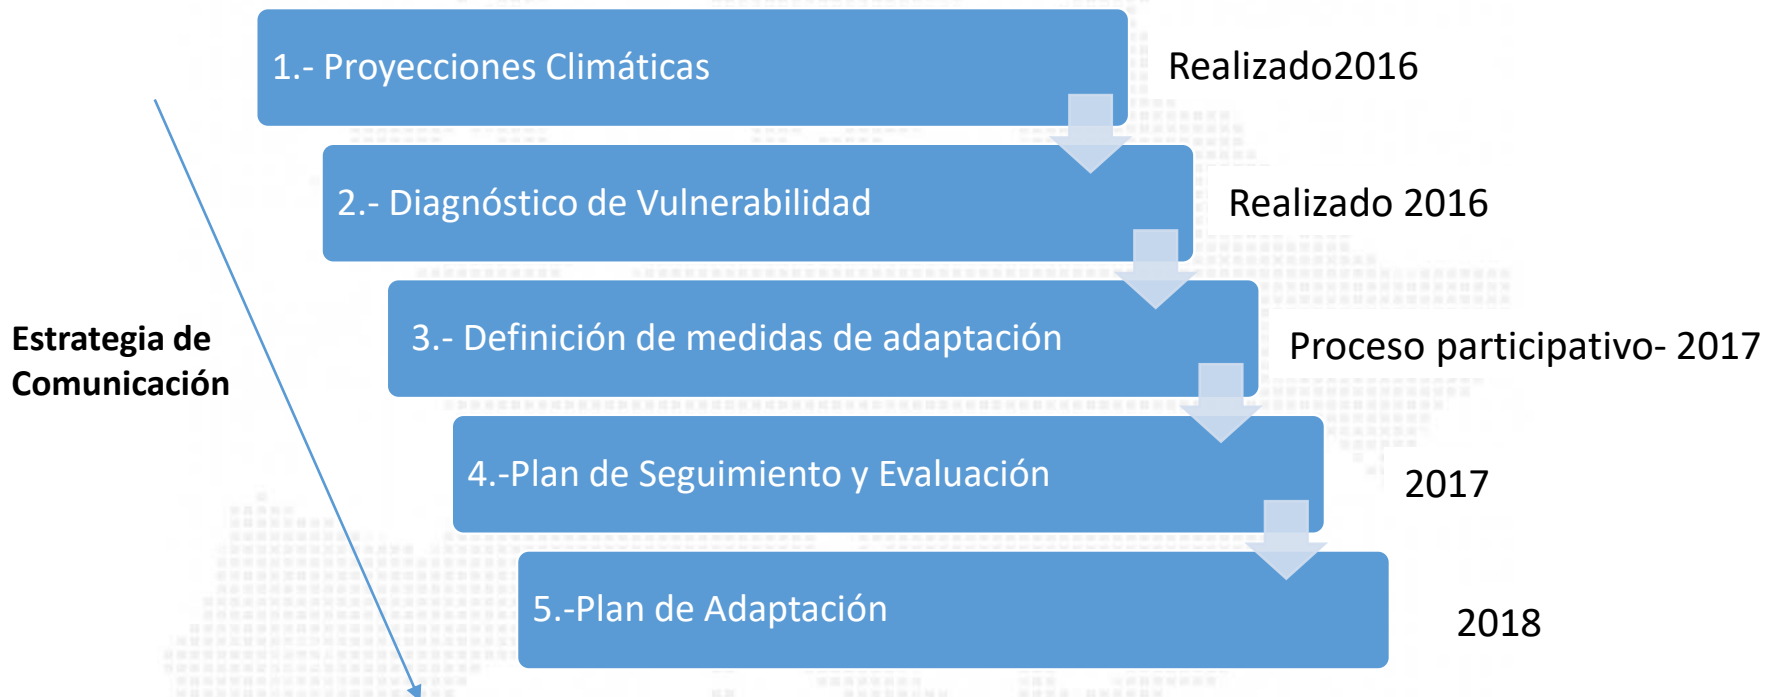 1.- Proyecciones Climáticas
Realizado2016
2.- Diagnóstico de Vulnerabilidad
Realizado 2016
Estrategia de
Comunicación
3.- Definición de medidas de adaptación
Proceso participativo- 2017
4.-Plan de Seguimiento y Evaluación
2017
5.-Plan de Adaptación
2018